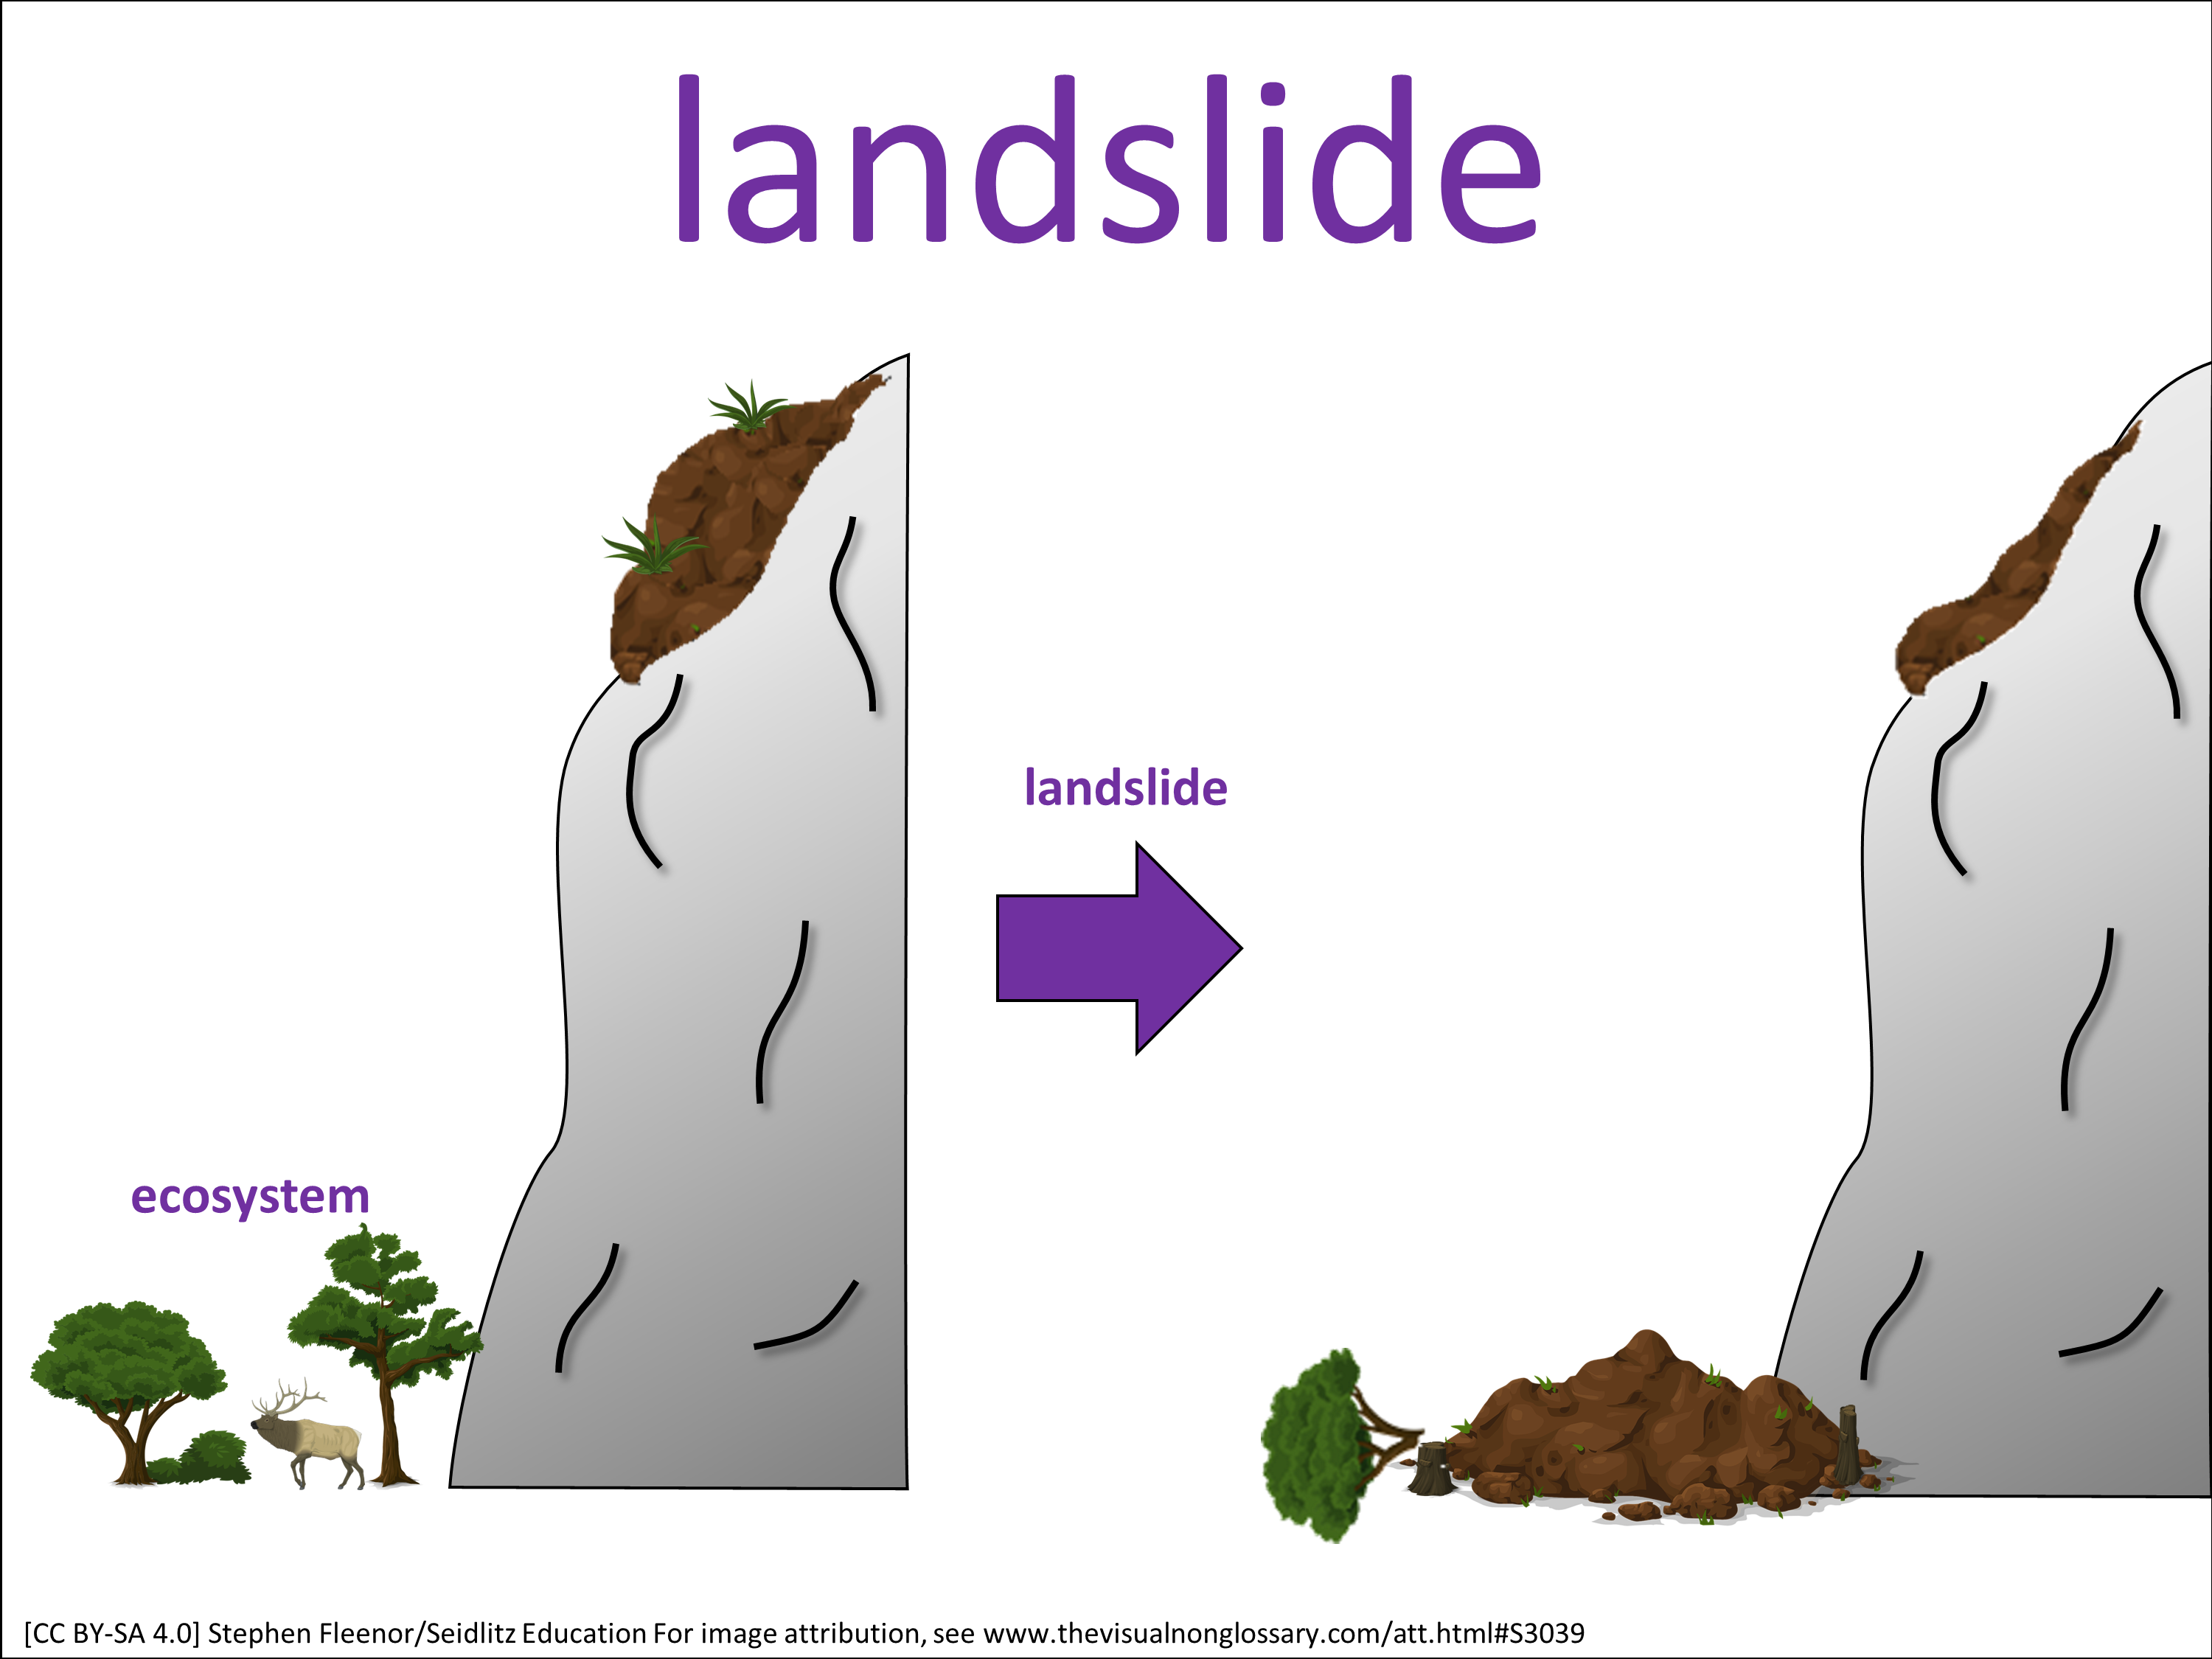 landslide
landslide
ecosystem
[CC BY-SA 4.0] Stephen Fleenor/Seidlitz Education For image attribution, see www.thevisualnonglossary.com/att.html#S3039